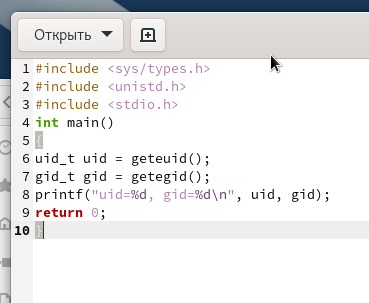 Открыть
1 #include <sys/types.h>
2 #include <unistd.h>
3 #include <stdio.h>
4 int main()
5 {
6 uid_t uid = geteuid();
7 gid_t gid = getegid();
8 printf("uid=%d, gid=%d\n", uid, gid);
9 return 0;
10 }